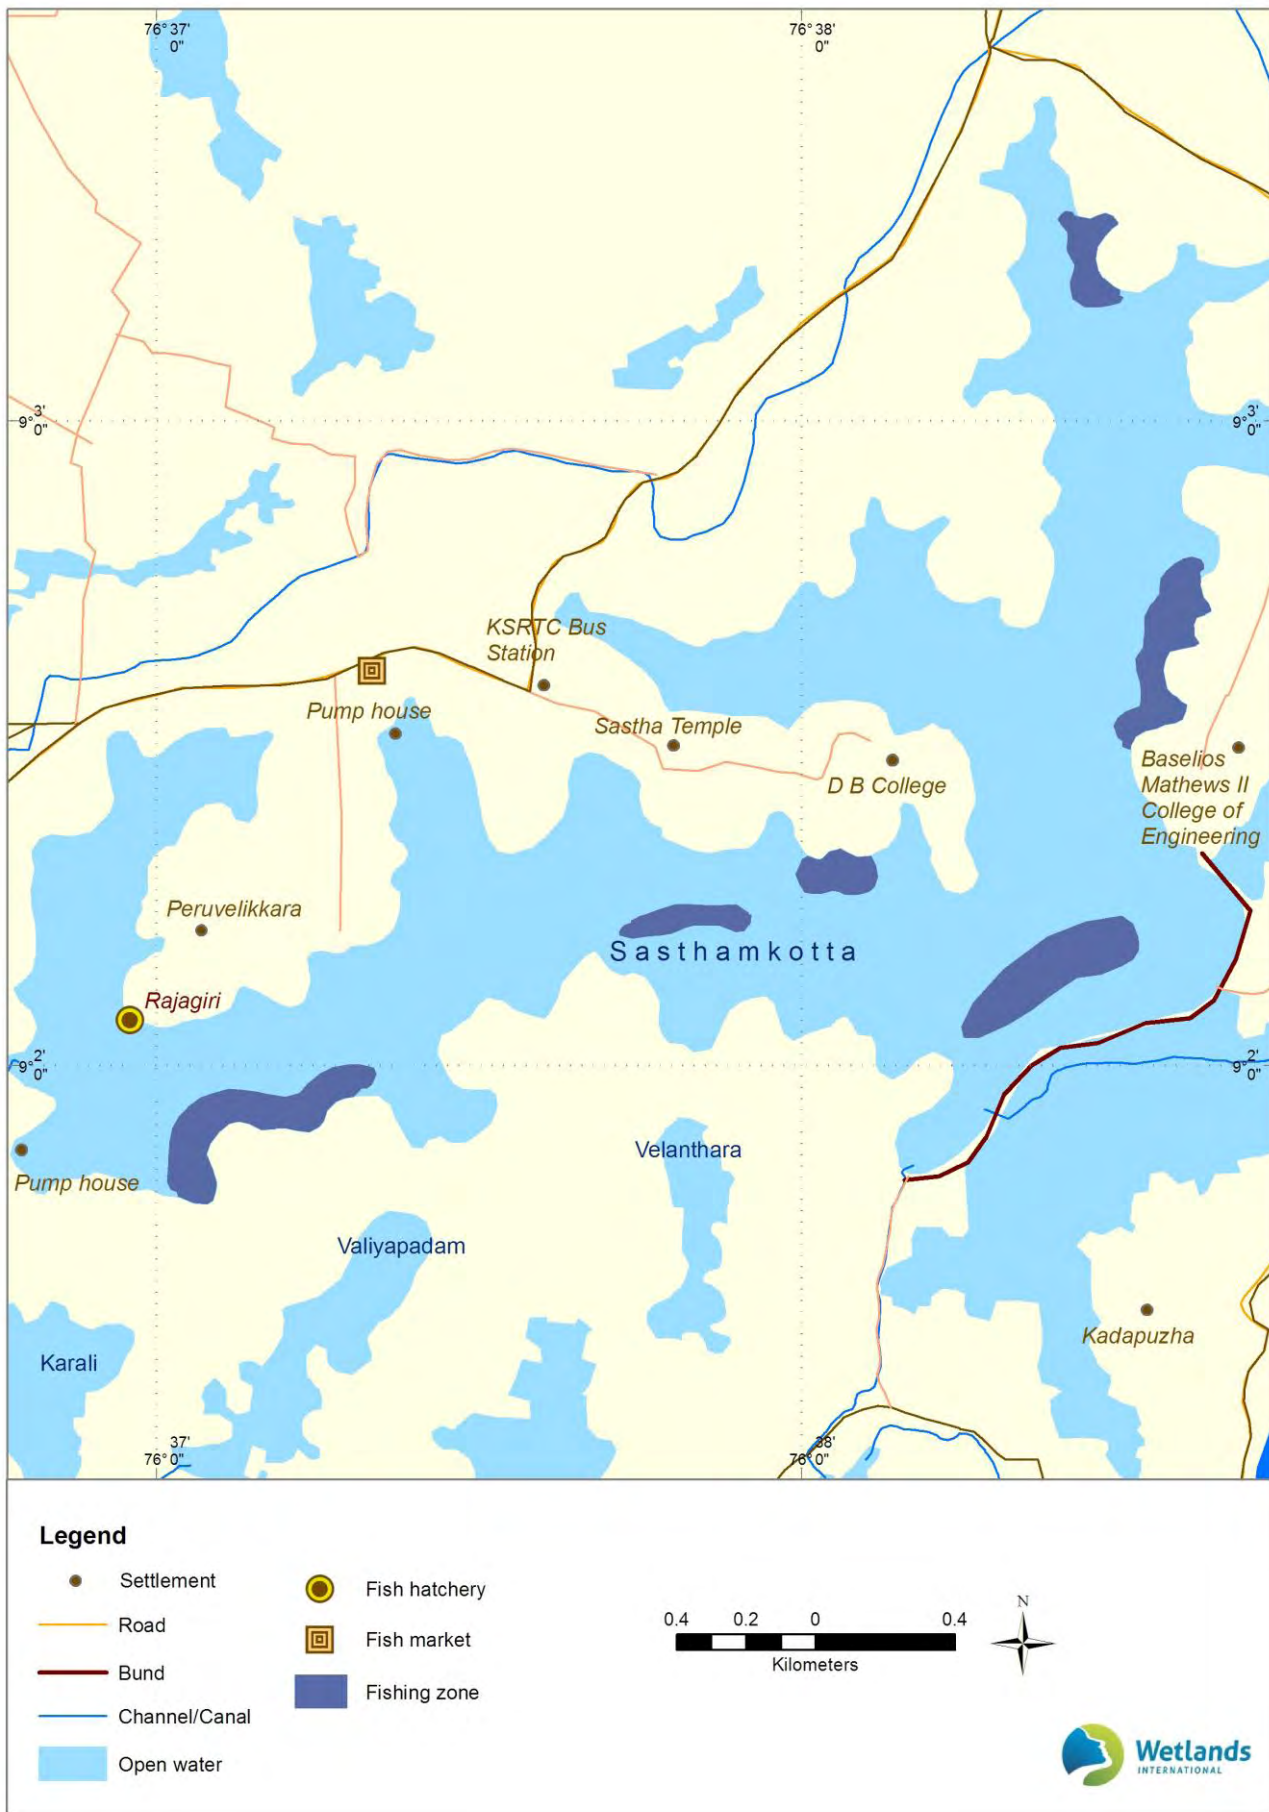 76° 37' 0"
76° 38' 0"
9° 3' 0"
9° 3' 0"
KSRTC Bus
Station
Pump house
Sastha Temple
D B College
Baselios
Mathews II
College of
Engineering
Peruvelikkara
Sasthamkotta
Rajagiri
9° 2' 0"
9° 2' 0"
Velanthara
Pump house
Valiyapadam
Kadapuzha
Karali
76° 37' 0"
76° 38' 0"
Legend
Settlement
Road
Bund
Channel/Canal
Open water
Fish hatchery
Fish market
Fishing zone
0.4 0.2 0 0.4
Kilometers
N
Wetlands
INTERNATIONAL